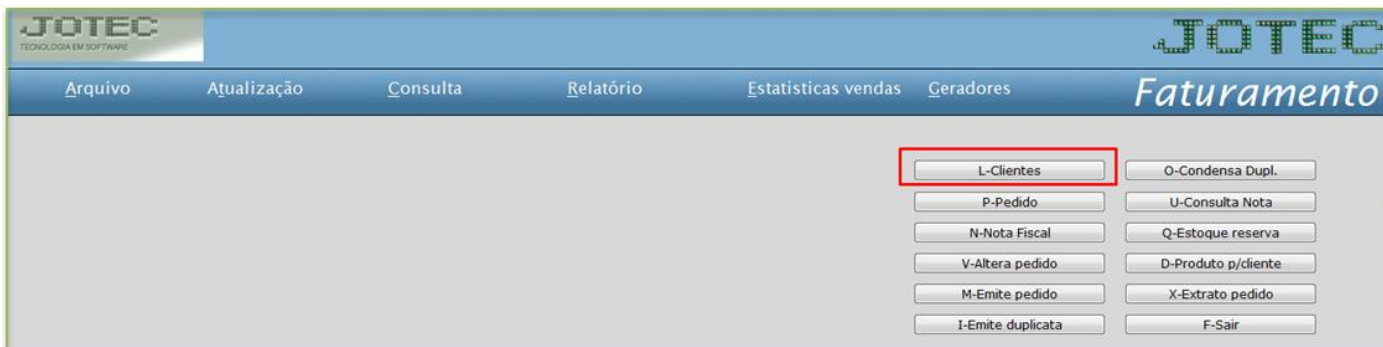 JOTEC JOTEC
TECNOLOGIA EM SOFTWARE
Arquivo Atualização Consulta Relatório Estatisticas vendas Geradores Faturamento
L-Clientes O-Condensa Dupl.
P-Pedido U-Consulta Nota
N-Nota Fiscal Q-Estoque reserva
V-Altera pedido D-Produto p/cliente
M-Emite pedido X-Extrato pedido
I-Emite duplicata F-Sair